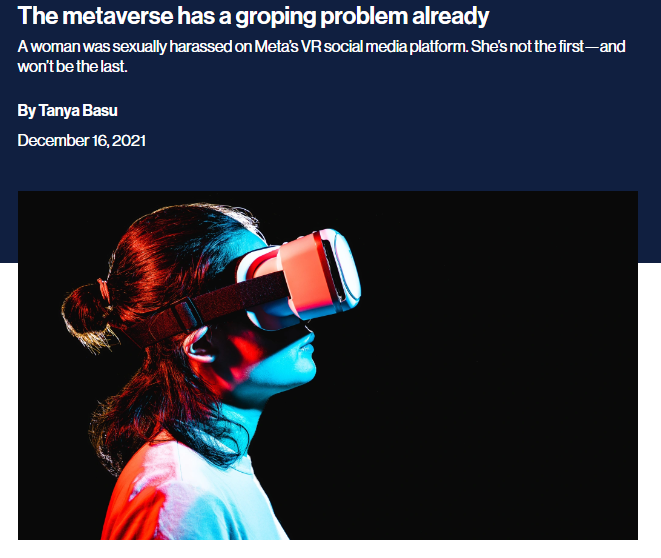 The metaverse has a groping problem already
A woman was sexually harassed on Meta's VR social media platform. She's not the first—and
won't be the last.
By Tanya Basu
December 16, 2021